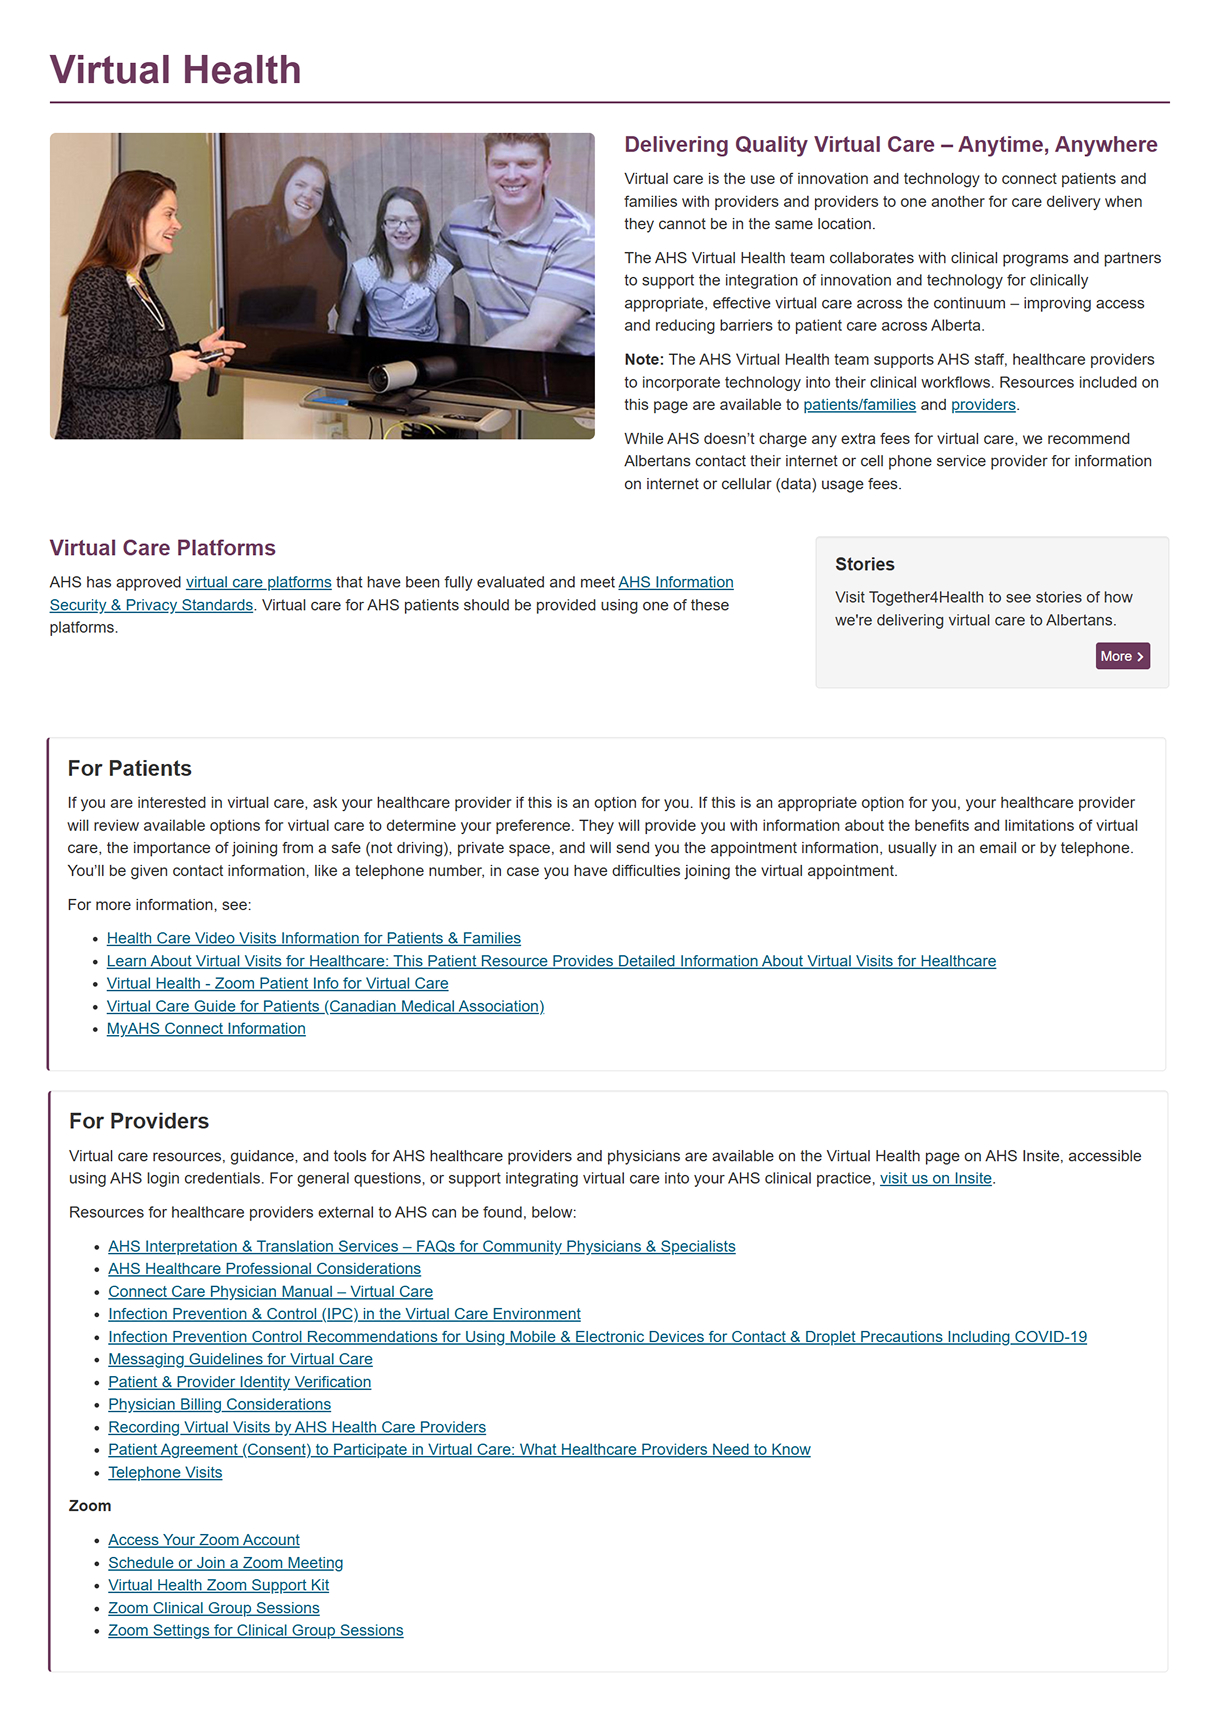 Virtual Health
Delivering Quality Virtual Care – Anytime, Anywhere
Virtual care is the use of innovation and technology to connect patients and
families with providers and providers to one another for care delivery when
they cannot be in the same location.
The AHS Virtual Health team collaborates with clinical programs and partners
to support the integration of innovation and technology for clinically
appropriate, effective virtual care across the continuum – improving access
and reducing barriers to patient care across Alberta.
Note: The AHS Virtual Health team supports AHS staff, healthcare providers
to incorporate technology into their clinical workflows. Resources included on
this page are available to patients/families and providers.
While AHS doesn’t charge any extra fees for virtual care, we recommend
Albertans contact their internet or cell phone service provider for information
on internet or cellular (data) usage fees.
Virtual Care Platforms
AHS has approved virtual care platforms that have been fully evaluated and meet AHS Information
Security & Privacy Standards. Virtual care for AHS patients should be provided using one of these
platforms.
Stories
Visit Together4Health to see stories of how
we're delivering virtual care to Albertans.
More
For Patients
If you are interested in virtual care, ask your healthcare provider if this is an option for you. If this is an appropriate option for you, your healthcare provider
will review available options for virtual care to determine your preference. They will provide you with information about the benefits and limitations of virtual
care, the importance of joining from a safe (not driving), private space, and will send you the appointment information, usually in an email or by telephone.
You’ll be given contact information, like a telephone number, in case you have difficulties joining the virtual appointment.
For more information, see:
• Health Care Video Visits Information for Patients & Families
• Learn About Virtual Visits for Healthcare: This Patient Resource Provides Detailed Information About Virtual Visits for Healthcare
• Virtual Health - Zoom Patient Info for Virtual Care
• Virtual Care Guide for Patients (Canadian Medical Association)
• MyAHS Connect Information
For Providers
Virtual care resources, guidance, and tools for AHS healthcare providers and physicians are available on the Virtual Health page on AHS Insite, accessible
using AHS login credentials. For general questions, or support integrating virtual care into your AHS clinical practice, visit us on Insite.
Resources for healthcare providers external to AHS can be found, below:
• AHS Interpretation & Translation Services – FAQs for Community Physicians & Specialists
• AHS Healthcare Professional Considerations
• Connect Care Physician Manual – Virtual Care
• Infection Prevention & Control (IPC) in the Virtual Care Environment
• Infection Prevention Control Recommendations for Using Mobile & Electronic Devices for Contact & Droplet Precautions Including COVID-19
• Messaging Guidelines for Virtual Care
• Patient & Provider Identity Verification
• Physician Billing Considerations
• Recording Virtual Visits by AHS Health Care Providers
• Patient Agreement (Consent) to Participate in Virtual Care: What Healthcare Providers Need to Know
• Telephone Visits
Zoom
• Access Your Zoom Account
• Schedule or Join a Zoom Meeting
• Virtual Health Zoom Support Kit
• Zoom Clinical Group Sessions
• Zoom Settings for Clinical Group Sessions